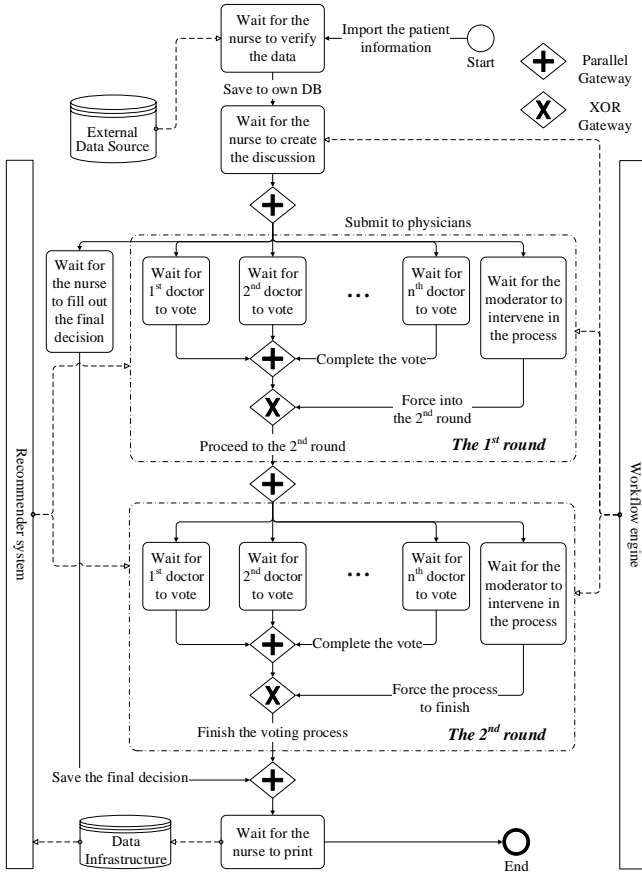 Wait for the
nurse to verify
the data
Import the patient
information
Start
Parallel
Gateway
XOR
Gateway
Save to own DB
External
Data Source
Wait for the
nurse to create
the discussion
Submit to physicians
Wait for
the nurse
to fill out
the final
decision
Wait for
1st doctor
to vote
Wait for
2nd doctor
to vote
...
Wait for
nth doctor
to vote
Wait for the
moderator to
intervene in
the process
Complete the vote
Force into
the 2nd round
Proceed to the 2nd round
The 1st round
Recommender system
Workflow engine
Wait for
1st doctor
to vote
Wait for
2nd doctor
to vote
...
Wait for
nth doctor
to vote
Wait for the
moderator to
intervene in
the process
Complete the vote
Force the process
to finish
Finish the voting process
The 2nd round
Save the final decision
Data
Infrastructure
Wait for the
nurse to print
End